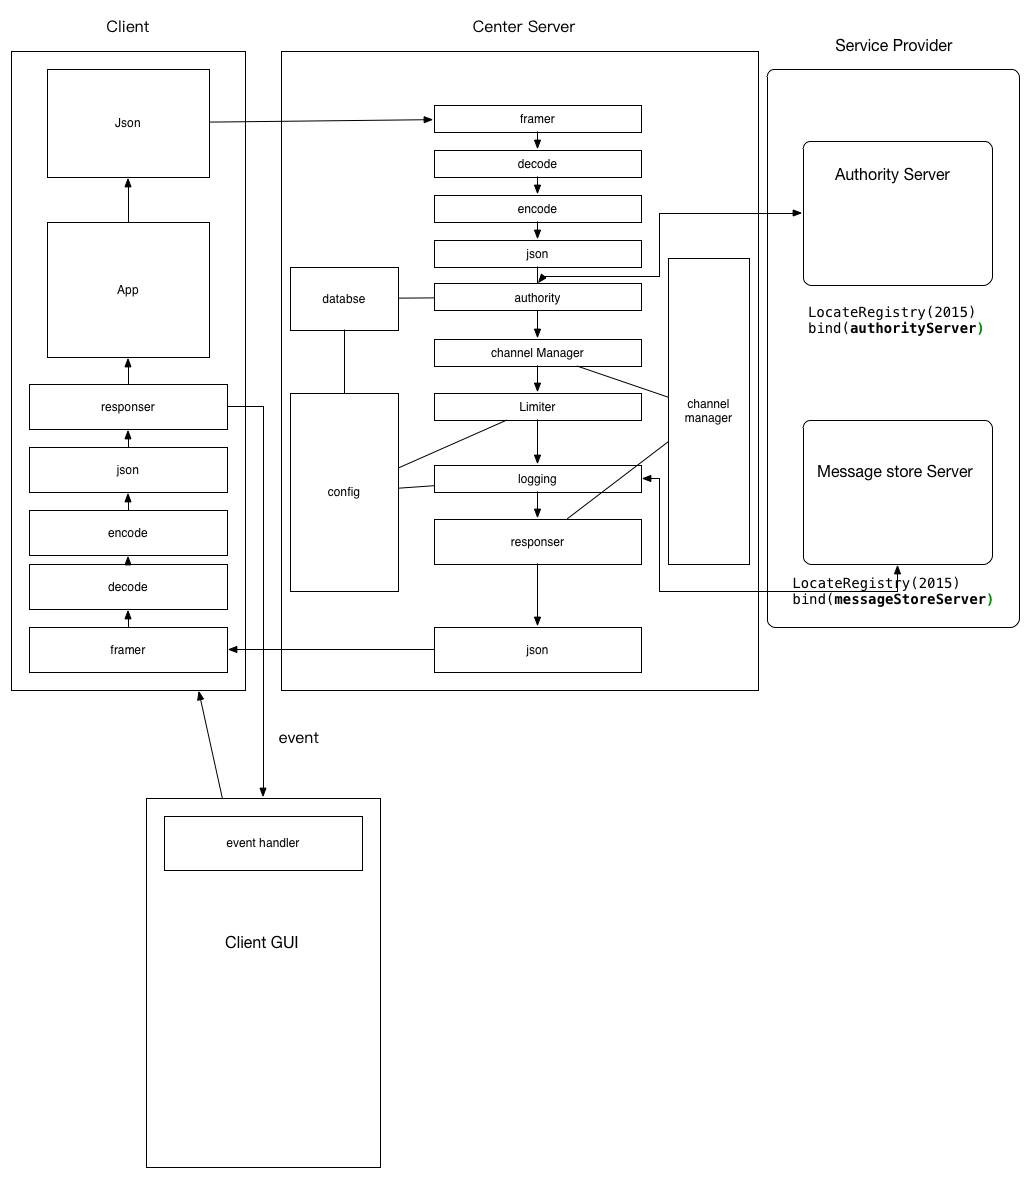 Client
Center Server
Service Provider
Json
App
responser
json
encode
decode
framer
framer
decode
encode
json
authority
channel Manager
Limiter
logging
responser
json
databse
config
channel
manager
Authority Server
LocateRegistry(2015)
bind(authorityServer)
Message store Server
LocateRegistry(2015)
bind(messageStoreServer)
event
event handler
Client GUI